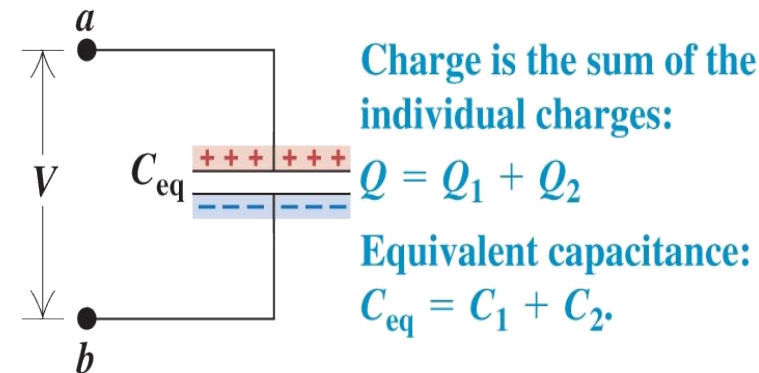 a
Charge is the sum of the
individual charges:
+ + + + + +
V
C_eq
Q = Q_1 + Q_2
− − − − − −
Equivalent capacitance:
C_eq = C_1 + C_2.
b